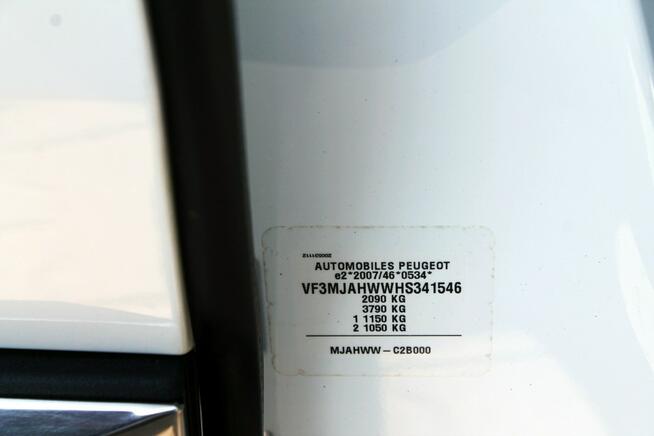 AUTOMOBILES PEUGEOT
e2*2007/46*0534*
VF3MJAHWWHS341546
2090 KG
3790 KG
1 1150 KG
2 1050 KG
MJAHWW-C2B000